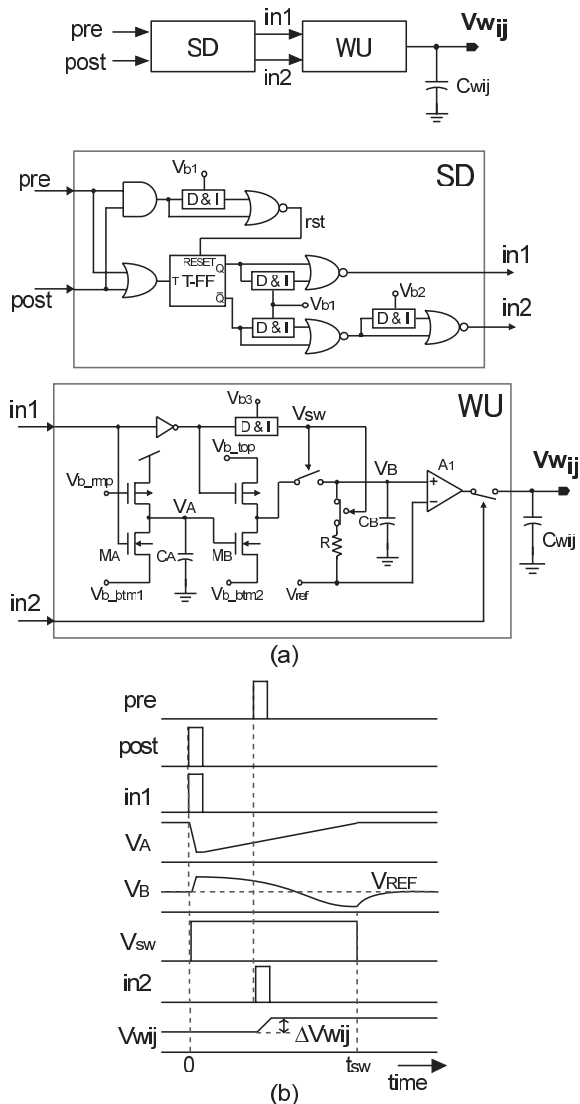 pre
post
SD
in1
in2
WU
Vwij
Cwij
SD
pre
post
Vb1
D & I
rst
RESET
T
T-FF
Q
Q̅
D & I
Vb1
D & I
Vb2
D & I
in1
in2
WU
in1
in2
Vb3
D & I
Vsw
Vb_rmp
Vb_top
VA
MA
CA
MB
Vb_btm1
Vb_btm2
R
CB
VB
Vref
A1
+
−
Vwij
Cwij
(a)
pre
post
in1
VA
VB
VREF
Vsw
in2
Vwij
ΔVwij
0
tsw
time
(b)